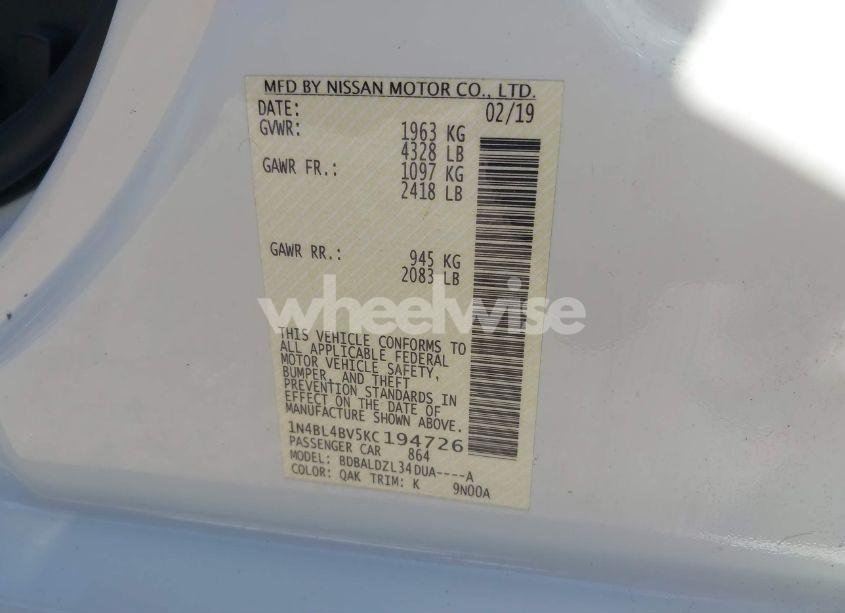 MFD BY NISSAN MOTOR CO., LTD.
DATE: 02/19
GVWR: 1963 KG
4328 LB
GAWR FR.: 1097 KG
2418 LB
GAWR RR.: 945 KG
2083 LB
wheelwise
THIS VEHICLE CONFORMS TO
ALL APPLICABLE FEDERAL
MOTOR VEHICLE SAFETY,
BUMPER, AND THEFT
PREVENTION STANDARDS IN
EFFECT ON THE DATE OF
MANUFACTURE SHOWN ABOVE.
1N4BL4BV5KC194726
PASSENGER CAR 864
MODEL: BDBALDZL34DUA----A
COLOR: QAK TRIM: K 9N00A